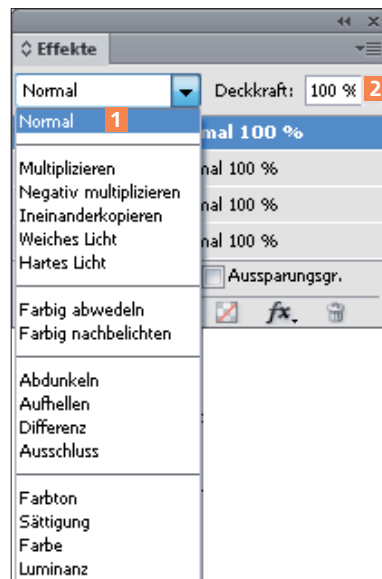 Effekte
Normal Deckkraft: 100 % 2
Normal 1 mal 100 %
Multiplizieren nal 100 %
Negativ multiplizieren
Ineinanderkopieren nal 100 %
Weiches Licht nal 100 %
Hartes Licht
Aussparungsgr.
Farbig abwedeln
Farbig nachbelichten fx.
Abdunkeln
Aufhellen
Differenz
Ausschluss
Farbton
Sättigung
Farbe
Luminanz